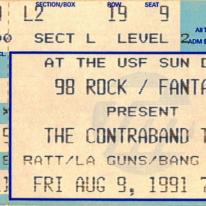 SECTION/BOX ROW SEAT
L2 19 9
SECT L LEVEL 2
AT THE USF SUN D
98 ROCK / FANTA
PRESENT
THE CONTRABAND T
RATT/LA GUNS/BANG
FRI AUG 9, 1991 7